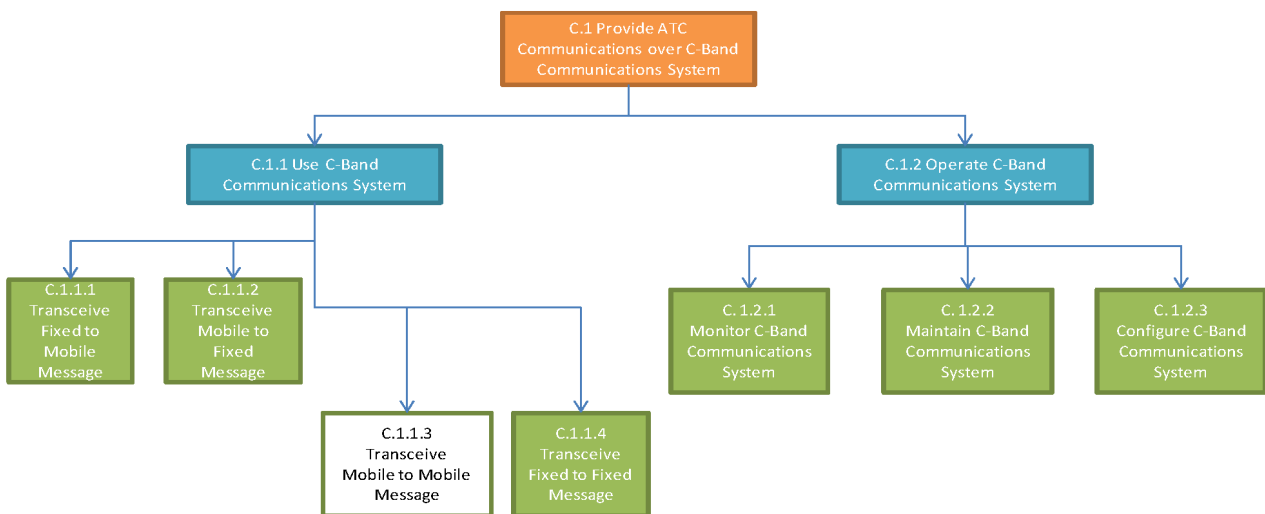 C.1 Provide ATC
Communications over C-Band
Communications System
C.1.1 Use C-Band
Communications System
C.1.2 Operate C-Band
Communications System
C.1.1.1
Transceive
Fixed to
Mobile
Message
C.1.1.2
Transceive
Mobile to
Fixed
Message
C. 1.2.1
Monitor C-Band
Communications
System
C. 1.2.2
Maintain C-Band
Communications
System
C. 1.2.3
Configure C-Band
Communications
System
C.1.1.3
Transceive
Mobile to Mobile
Message
C.1.1.4
Transceive
Fixed to Fixed
Message